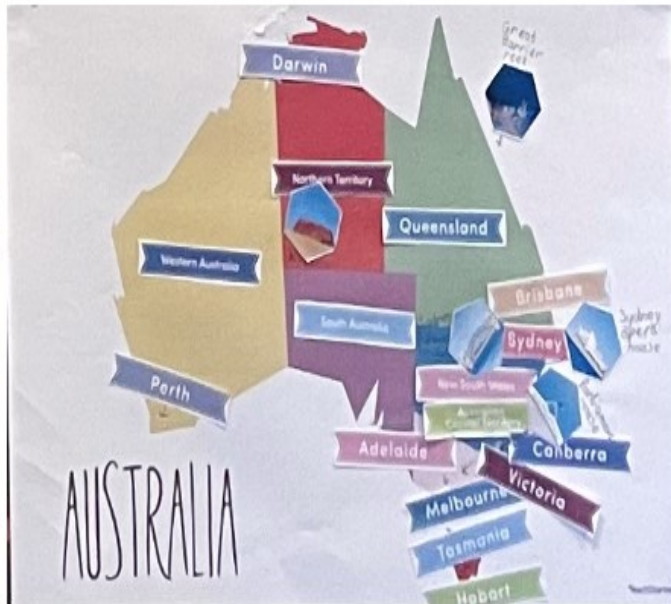 Great
Barrier
reef
Darwin
Northern Territory
Queensland
Western Australia
Brisbane
South Australia
Sydney
Sydney
Opera
house
New South Wales
Perth
Australian
Capital Territory
Adelaide
Canberra
Victoria
AUSTRALIA
Melbourne
Tasmania
Hobart